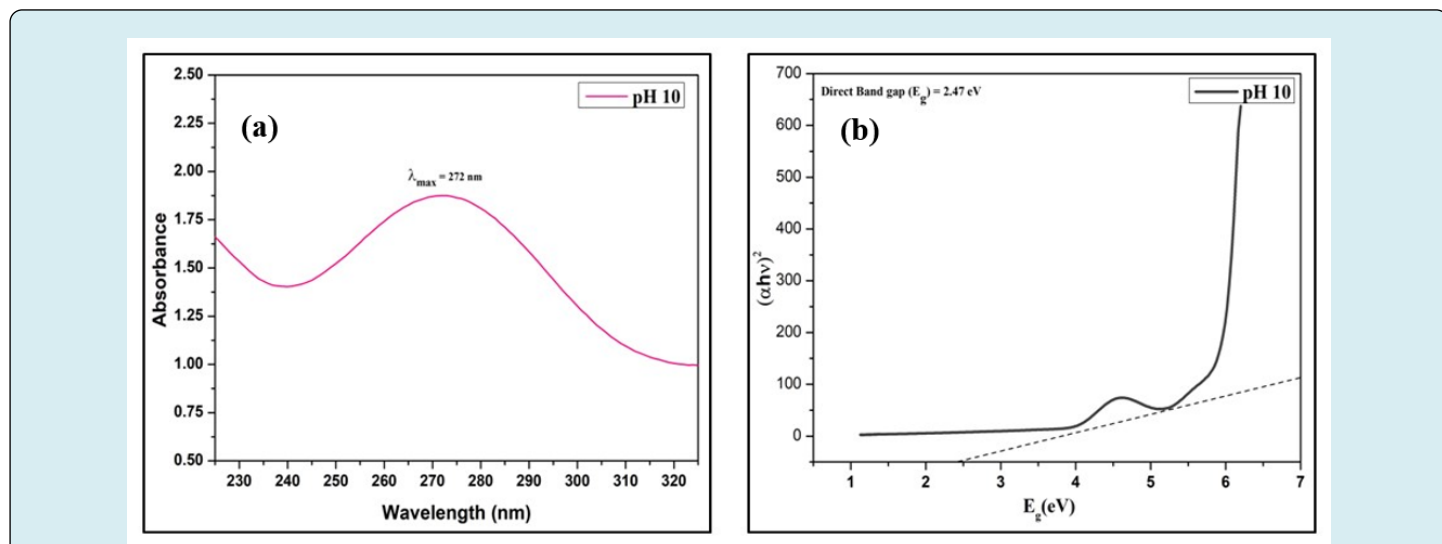 2.50
2.25
2.00
1.75
1.50
1.25
1.00
0.75
0.50
Absorbance
(a)
pH 10
λmax = 272 nm
230 240 250 260 270 280 290 300 310 320
Wavelength (nm)
700
600
500
400
300
200
100
0
(αhν)²
Direct Band gap (Eg) = 2.47 eV
(b)
pH 10
1 2 3 4 5 6 7
Eg(eV)